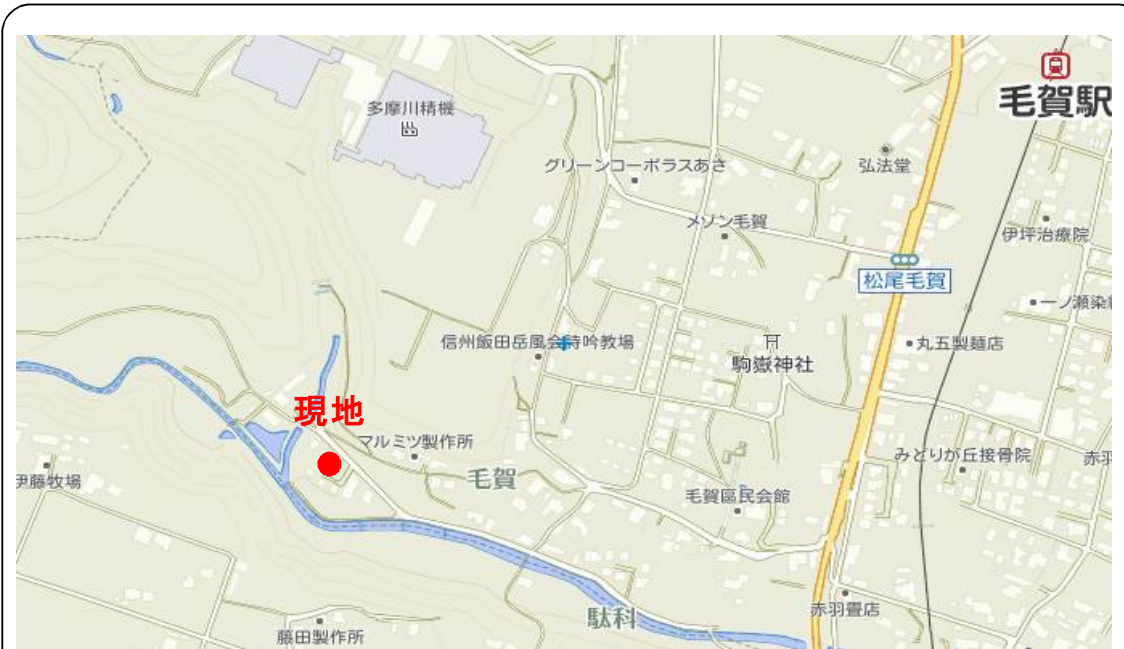 多摩川精機
毛賀駅
グリーンコーポラスあさ
弘法堂
メゾン毛賀
伊坪治療院
松尾毛賀
一ノ瀬染
信州飯田岳風会詩吟教場
丸五製麺店
駒嶽神社
現地
マルミツ製作所
みどりが丘接骨院
赤羽
伊藤牧場
毛賀
毛賀區民会館
赤羽畳店
駄科
藤田製作所